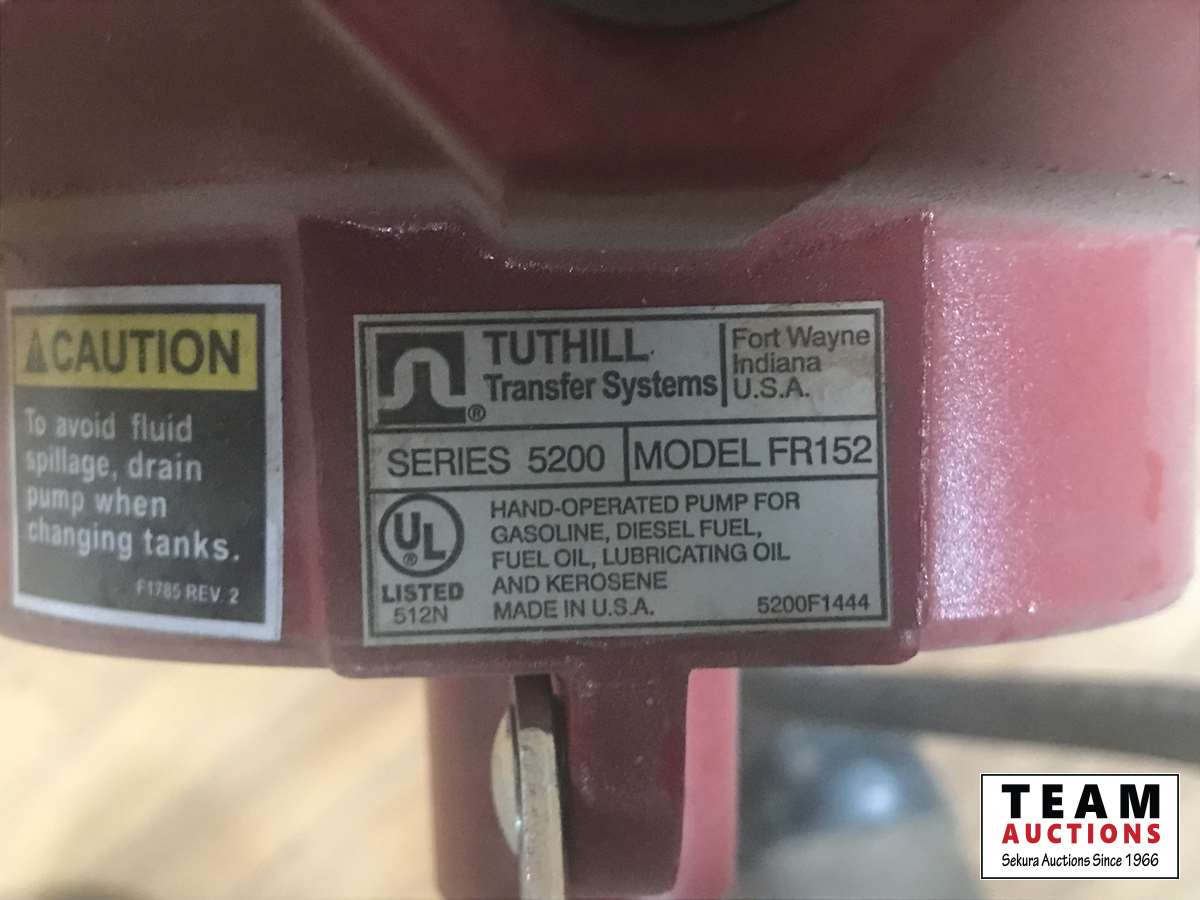 CAUTION
To avoid fluid
spillage, drain
pump when
changing tanks.
F1785 REV. 2
TUTHILL
Transfer Systems
®
Fort Wayne
Indiana
U.S.A.
SERIES 5200
MODEL FR152
UL
®
LISTED
512N
HAND-OPERATED PUMP FOR
GASOLINE, DIESEL FUEL,
FUEL OIL, LUBRICATING OIL
AND KEROSENE
MADE IN U.S.A.
5200F1444
TEAM
AUCTIONS
Sekura Auctions Since 1966